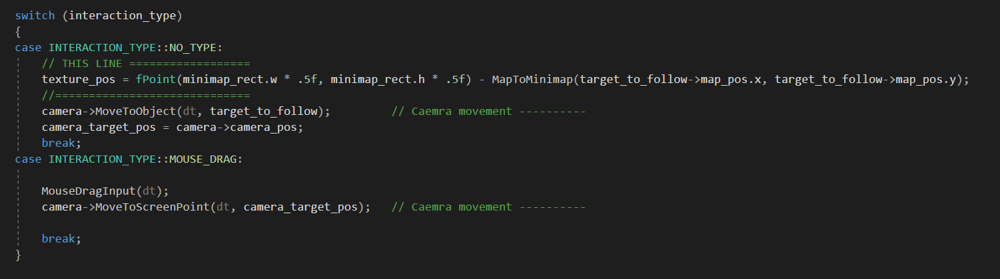 switch (interaction_type)
{
case INTERACTION_TYPE::NO_TYPE:
// THIS LINE ==================
texture_pos = fPoint(minimap_rect.w * .5f, minimap_rect.h * .5f) - MapToMinimap(target_to_follow->map_pos.x, target_to_follow->map_pos.y);
//=============================
camera->MoveToObject(dt, target_to_follow); // Caemra movement ----------
camera_target_pos = camera->camera_pos;
break;
case INTERACTION_TYPE::MOUSE_DRAG:
MouseDragInput(dt);
camera->MoveToScreenPoint(dt, camera_target_pos); // Caemra movement ----------
break;
}